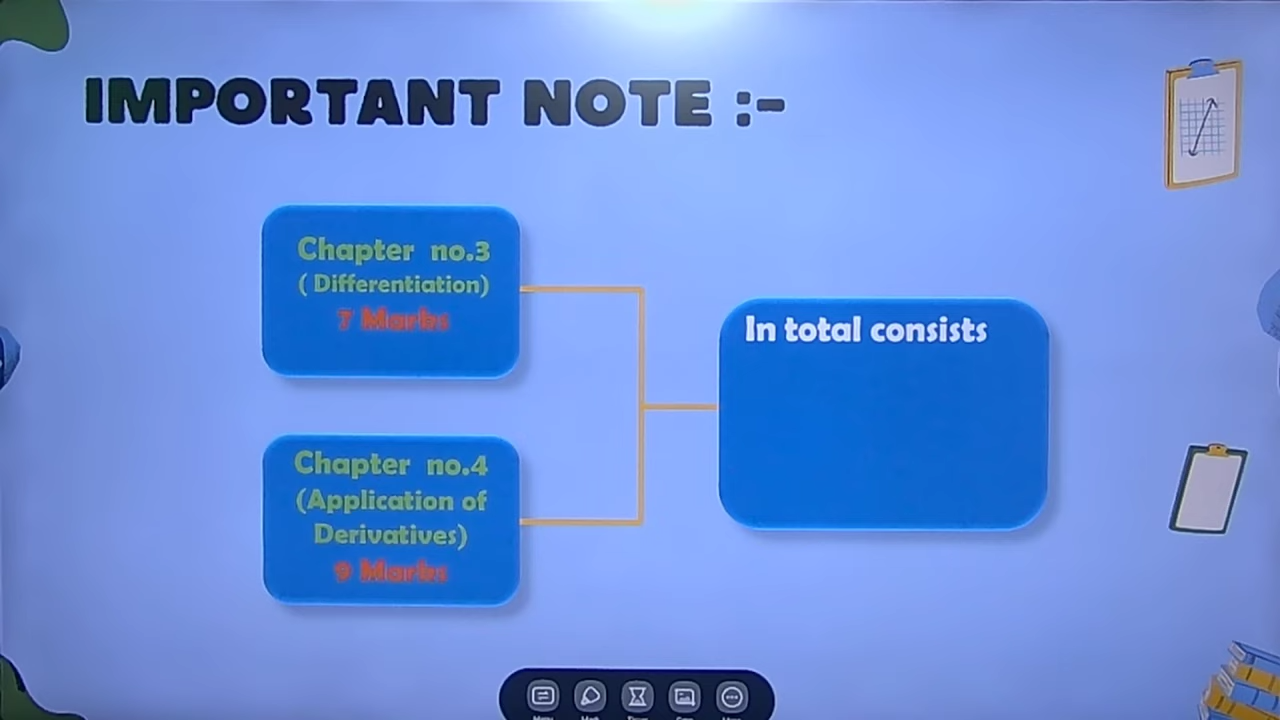 IMPORTANT NOTE :-
Chapter no.3
( Differentiation)
7 Marks
In total consists
Chapter no.4
(Application of
Derivatives)
9 Marks